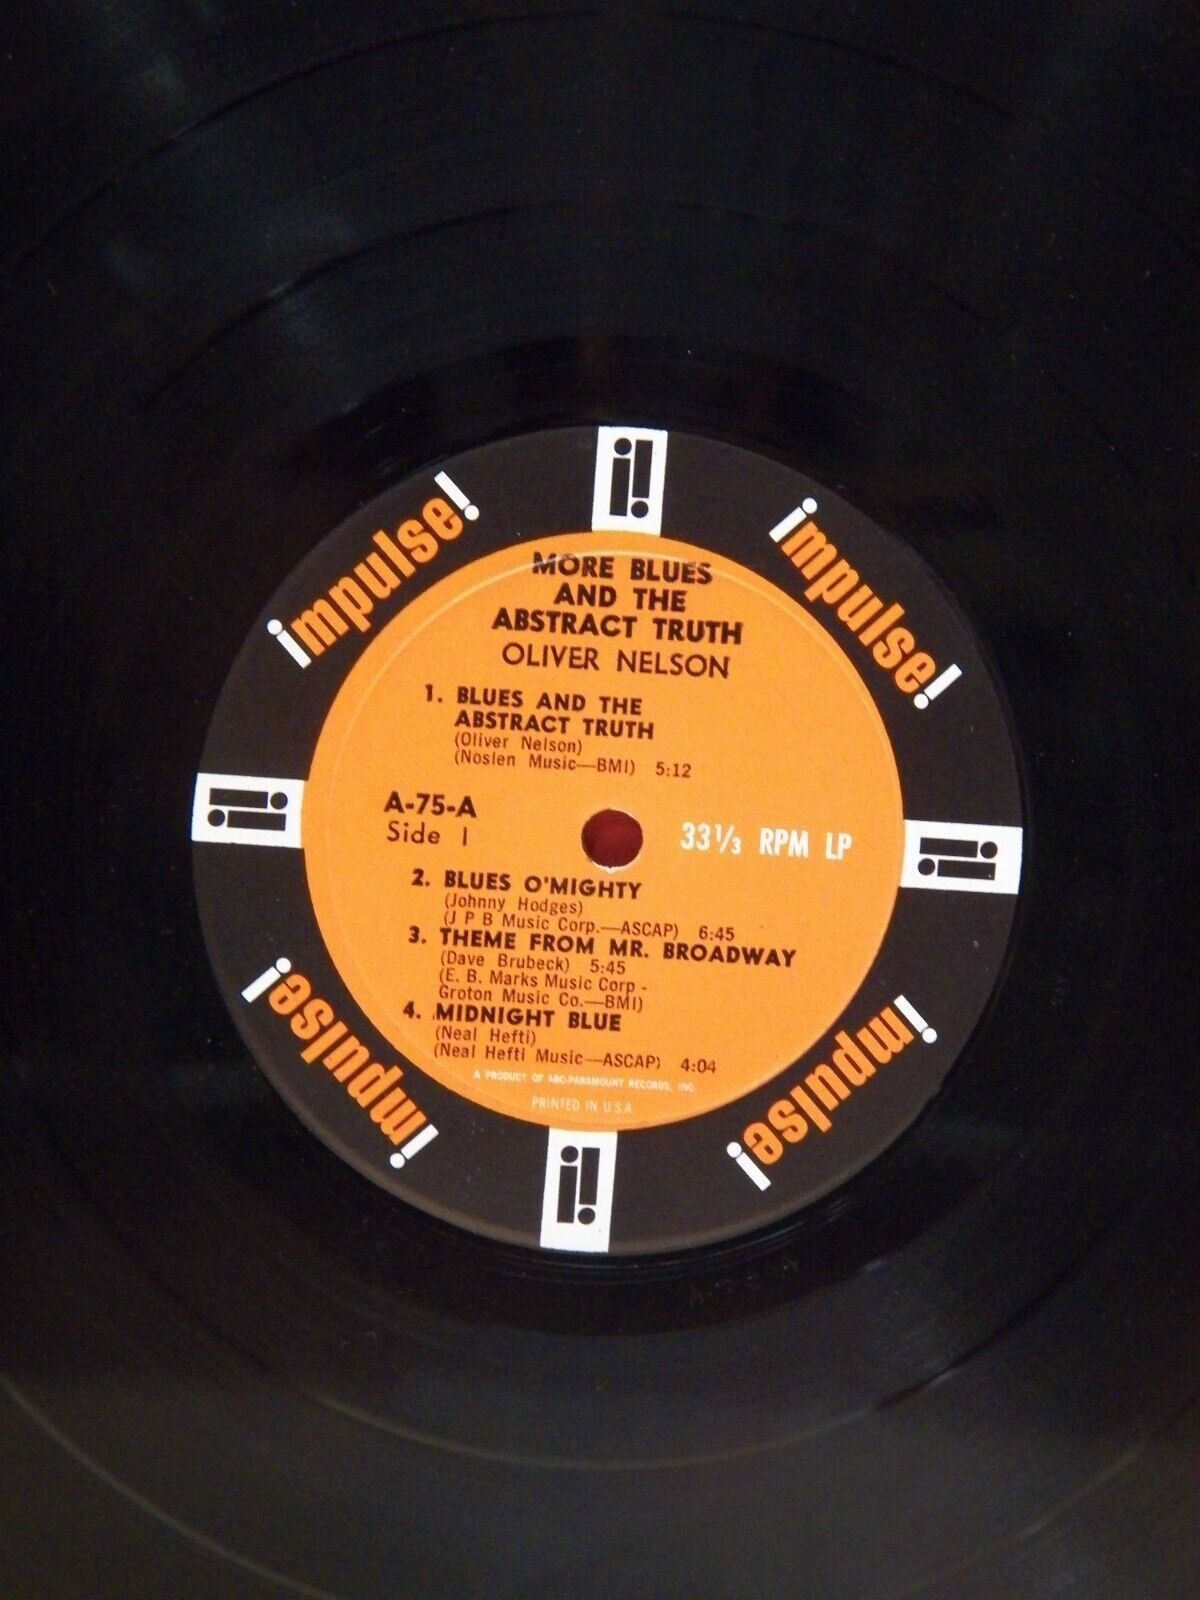 impulse!
impulse!
MORE BLUES
AND THE
ABSTRACT TRUTH
OLIVER NELSON
1. BLUES AND THE
ABSTRACT TRUTH
(Oliver Nelson)
(Noslen Music—BMI) 5:12
A-75-A
Side 1
33 1/3 RPM LP
2. BLUES O'MIGHTY
(Johnny Hodges)
(J P B Music Corp.—ASCAP) 6:45
3. THEME FROM MR. BROADWAY
(Dave Brubeck) 5:45
(E. B. Marks Music Corp -
Groton Music Co.—BMI)
4. MIDNIGHT BLUE
(Neal Hefti)
(Neal Hefti Music—ASCAP) 4:04
A PRODUCT OF ABC-PARAMOUNT RECORDS, INC
PRINTED IN U.S.A
impulse!
impulse!